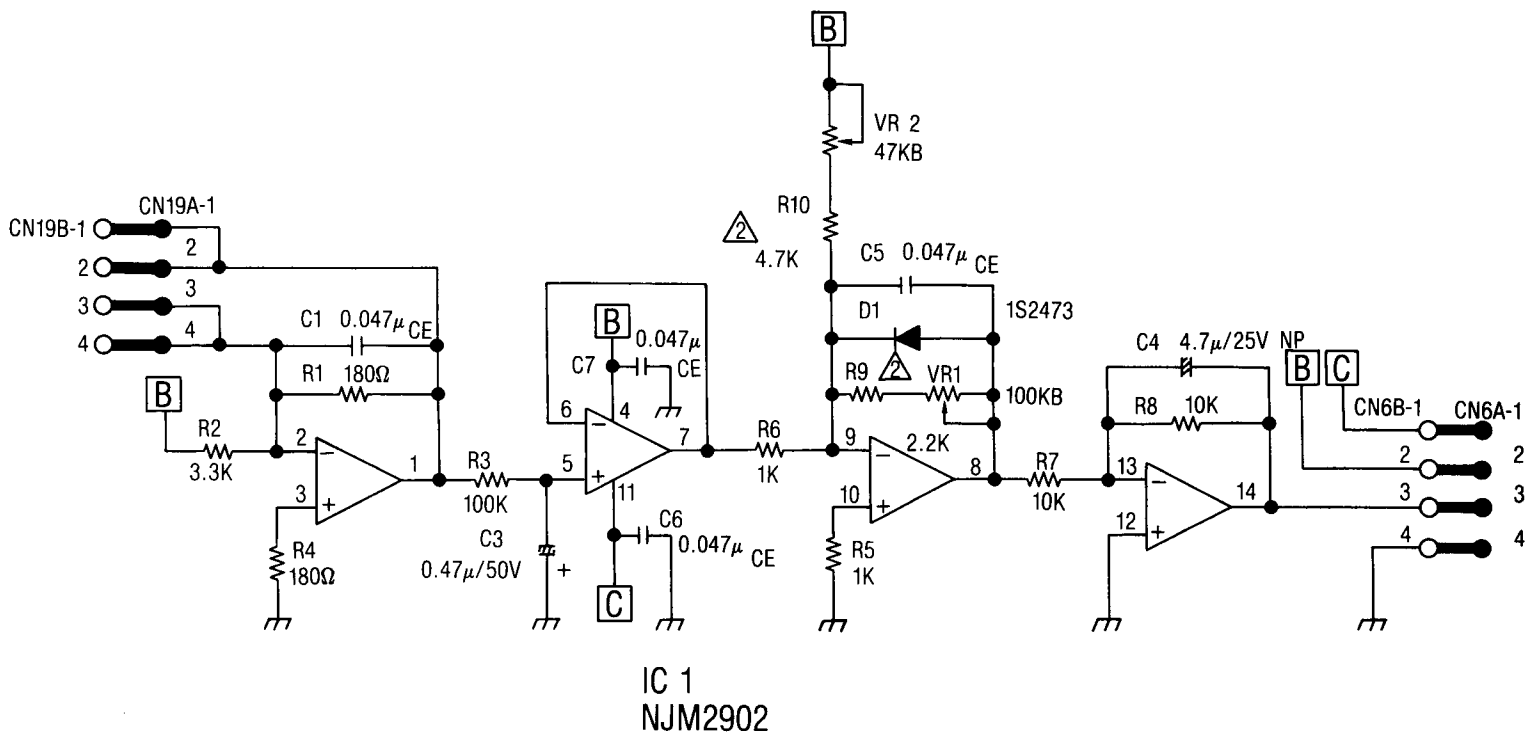 B
VR 2
47KB
R10
2
4.7K
C5 0.047μ CE
D1
1S2473
2
R9
VR1
100KB
2.2K
CN19A-1
CN19B-1
2
2
3
3
4
4
C1 0.047μ CE
R1 180Ω
B
R2
3.3K
2
−
3
+
1
R4
180Ω
R3
100K
C3
0.47μ/50V +
B
0.047μ
C7
CE
6
−
4
5
+
7
11
C6
0.047μ CE
C
R6
1K
9
−
10
+
8
R5
1K
R7
10K
C4 4.7μ/25V NP
R8 10K
13
−
12
+
14
B C
CN6B-1
CN6A-1
2
2
3
3
4
4
IC 1
NJM2902